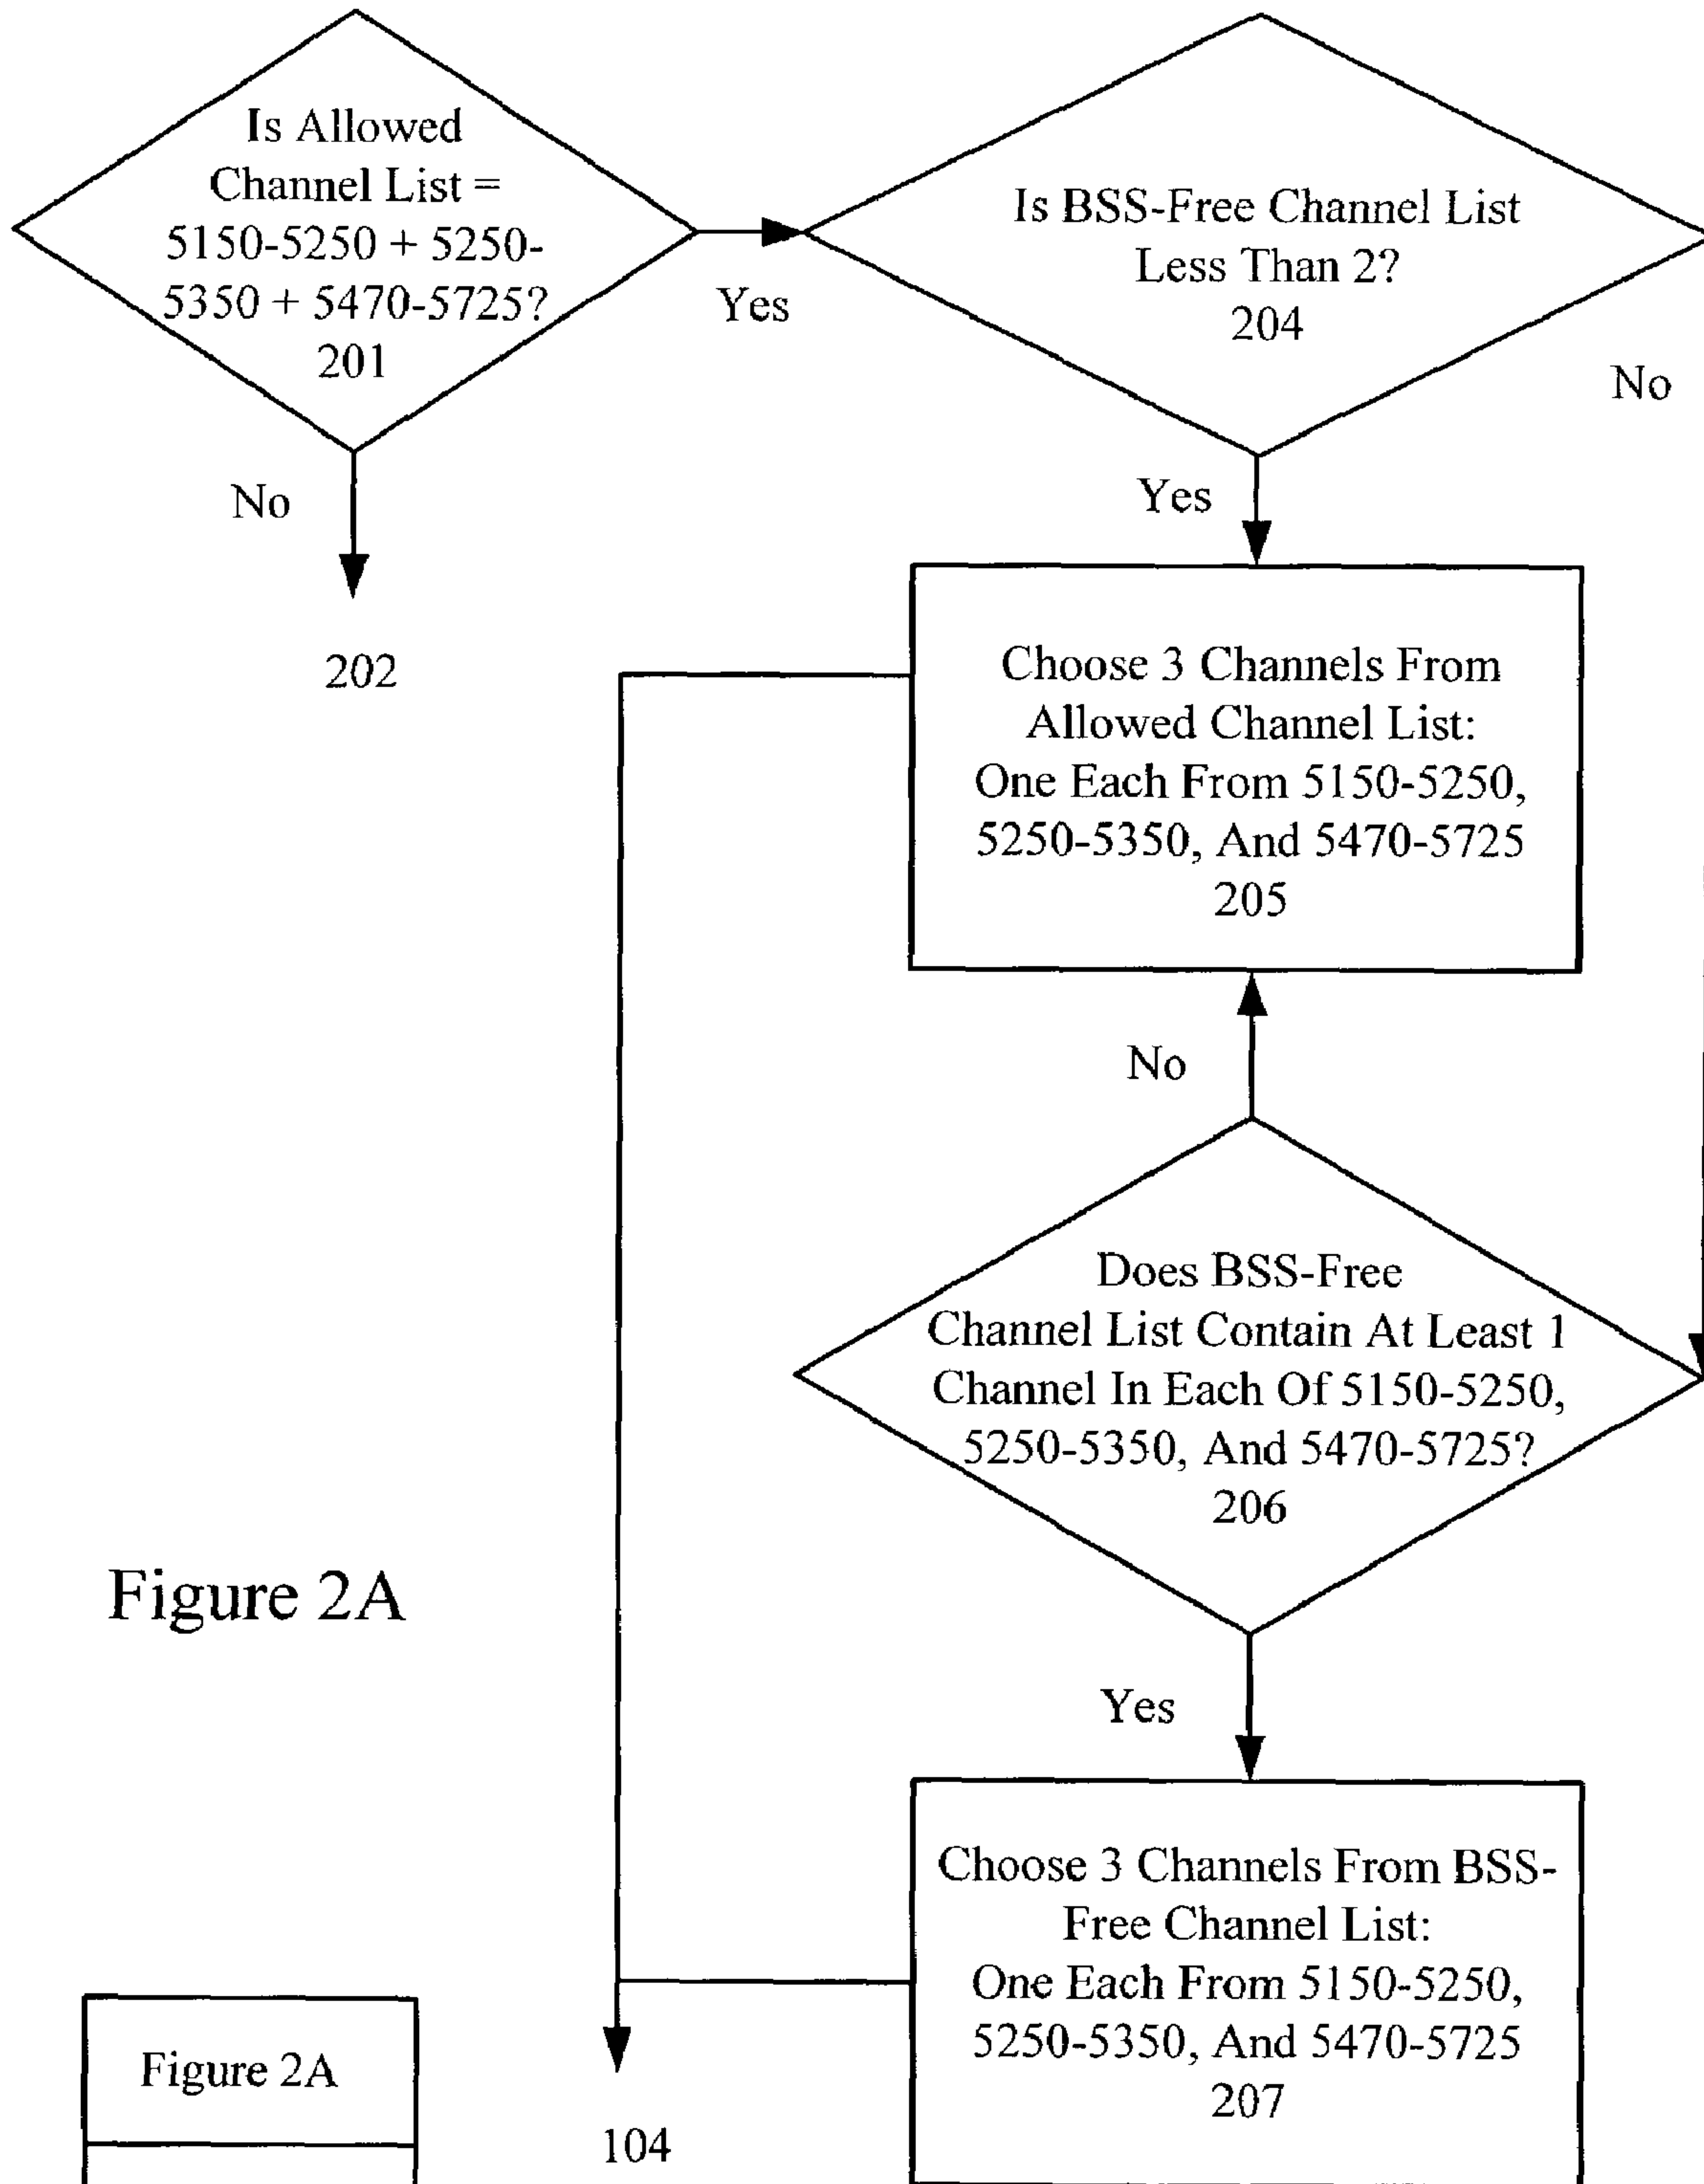 Is Allowed
Channel List =
5150-5250 + 5250-
5350 + 5470-5725?
201
Yes
No
202
Is BSS-Free Channel List
Less Than 2?
204
No
Yes
Choose 3 Channels From
Allowed Channel List:
One Each From 5150-5250,
5250-5350, And 5470-5725
205
No
Does BSS-Free
Channel List Contain At Least 1
Channel In Each Of 5150-5250,
5250-5350, And 5470-5725?
206
Yes
Choose 3 Channels From BSS-
Free Channel List:
One Each From 5150-5250,
5250-5350, And 5470-5725
207
104
Figure 2A
Figure 2A